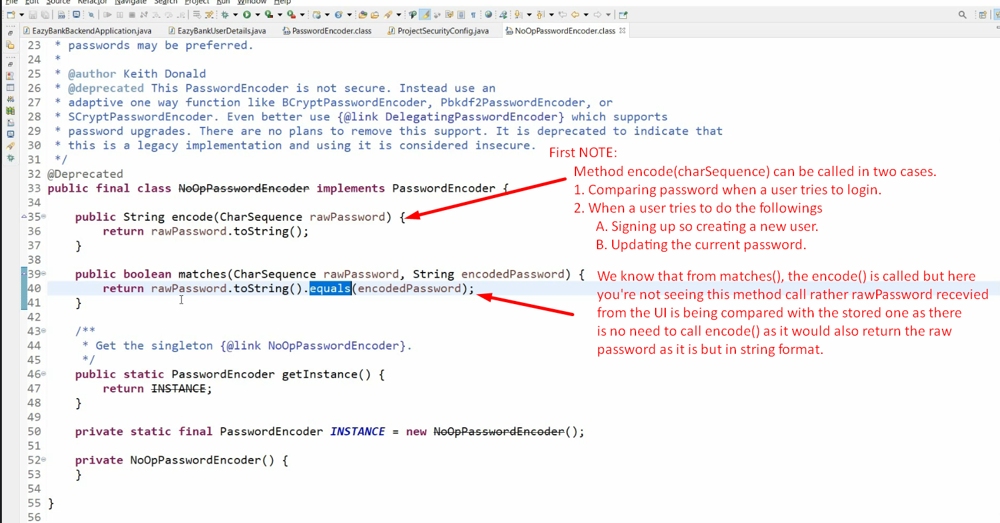 File Edit Source Refactor Navigate Search Project Run Window Help
EazyBankBackendApplication.java EazyBankUserDetails.java PasswordEncoder.class ProjectSecurityConfig.java NoOpPasswordEncoder.class
23 * passwords may be preferred.
24 *
25 * @author Keith Donald
26 * @deprecated This PasswordEncoder is not secure. Instead use an
27 * adaptive one way function like BCryptPasswordEncoder, Pbkdf2PasswordEncoder, or
28 * SCryptPasswordEncoder. Even better use {@link DelegatingPasswordEncoder} which supports
29 * password upgrades. There are no plans to remove this support. It is deprecated to indicate that
30 * this is a legacy implementation and using it is considered insecure.
31 */
32 @Deprecated
33 public final class NoOpPasswordEncoder implements PasswordEncoder {
34
35 public String encode(CharSequence rawPassword) {
36 return rawPassword.toString();
37 }
38
39 public boolean matches(CharSequence rawPassword, String encodedPassword) {
40 return rawPassword.toString().equals(encodedPassword);
41 }
42
43 /**
44 * Get the singleton {@link NoOpPasswordEncoder}.
45 */
46 public static PasswordEncoder getInstance() {
47 return INSTANCE;
48 }
49
50 private static final PasswordEncoder INSTANCE = new NoOpPasswordEncoder();
51
52 private NoOpPasswordEncoder() {
53 }
54
55 }
56
First NOTE:
Method encode(charSequence) can be called in two cases.
1. Comparing password when a user tries to login.
2. When a user tries to do the followings
A. Signing up so creating a new user.
B. Updating the current password.
We know that from matches(), the encode() is called but here
you're not seeing this method call rather rawPassword recevied
from the UI is being compared with the stored one as there
is no need to call encode() as it would also return the raw
password as it is but in string format.